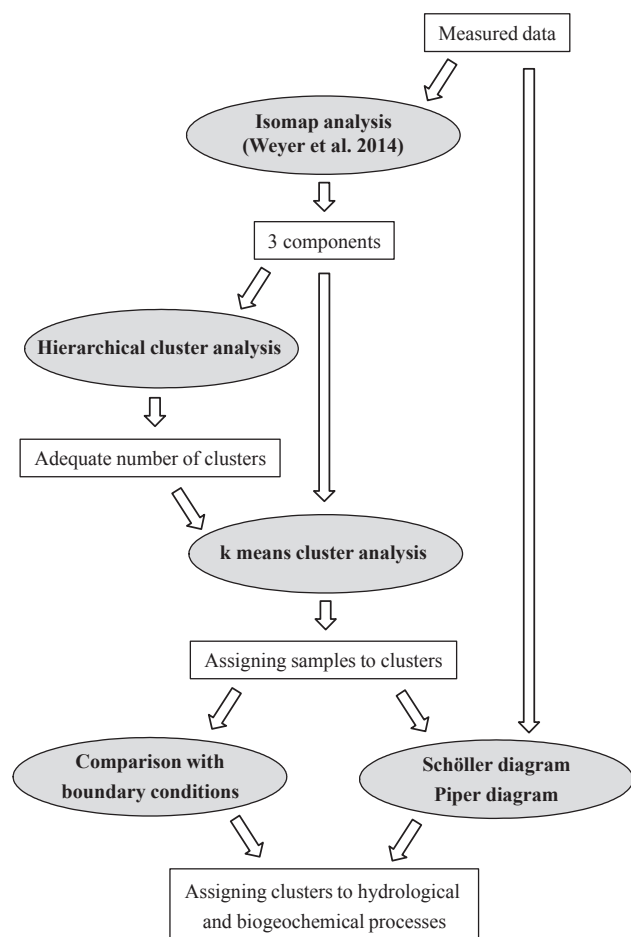 Measured data
Isomap analysis
(Weyer et al. 2014)
3 components
Hierarchical cluster analysis
Adequate number of clusters
k means cluster analysis
Assigning samples to clusters
Comparison with
boundary conditions
Schöller diagram
Piper diagram
Assigning clusters to hydrological
and biogeochemical processes